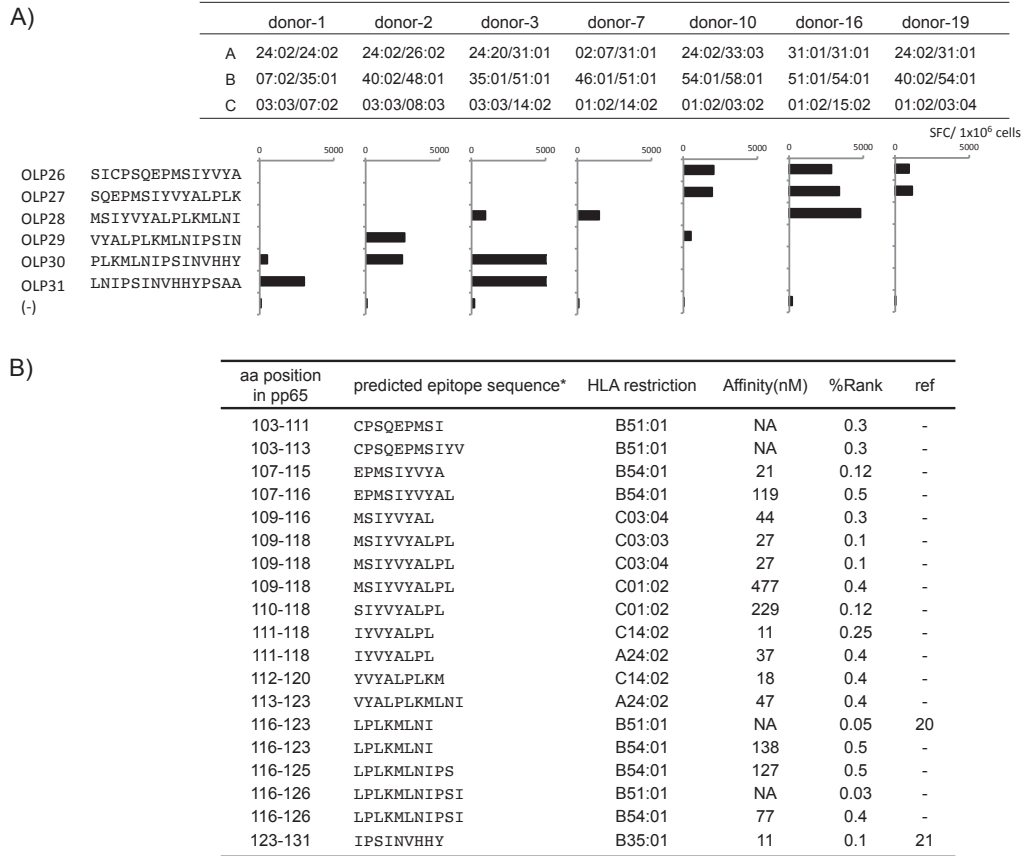 A)
donor-1 donor-2 donor-3 donor-7 donor-10 donor-16 donor-19
A 24:02/24:02 24:02/26:02 24:20/31:01 02:07/31:01 24:02/33:03 31:01/31:01 24:02/31:01
B 07:02/35:01 40:02/48:01 35:01/51:01 46:01/51:01 54:01/58:01 51:01/54:01 40:02/54:01
C 03:03/07:02 03:03/08:03 03:03/14:02 01:02/14:02 01:02/03:02 01:02/15:02 01:02/03:04
SFC/ 1x10⁶ cells
0 5000 0 5000 0 5000 0 5000 0 5000 0 5000 0 5000
OLP26 SICPSQEPMSIYVYA
OLP27 SQEPMSIYVYALPLK
OLP28 MSIYVYALPLKMLNI
OLP29 VYALPLKMLNIPSIN
OLP30 PLKMLNIPSINVHHY
OLP31 LNIPSINVHHYPSAA
(-)
B)
aa position in pp65 predicted epitope sequence* HLA restriction Affinity(nM) %Rank ref
103-111 CPSQEPMSI B51:01 NA 0.3 -
103-113 CPSQEPMSIYV B51:01 NA 0.3 -
107-115 EPMSIYVYA B54:01 21 0.12 -
107-116 EPMSIYVYAL B54:01 119 0.5 -
109-116 MSIYVYAL C03:04 44 0.3 -
109-118 MSIYVYALPL C03:03 27 0.1 -
109-118 MSIYVYALPL C03:04 27 0.1 -
109-118 MSIYVYALPL C01:02 477 0.4 -
110-118 SIYVYALPL C01:02 229 0.12 -
111-118 IYVYALPL C14:02 11 0.25 -
111-118 IYVYALPL A24:02 37 0.4 -
112-120 YVYALPLKM C14:02 18 0.4 -
113-123 VYALPLKMLNI A24:02 47 0.4 -
116-123 LPLKMLNI B51:01 NA 0.05 20
116-123 LPLKMLNI B54:01 138 0.5 -
116-125 LPLKMLNIPS B54:01 127 0.5 -
116-126 LPLKMLNIPSI B51:01 NA 0.03 -
116-126 LPLKMLNIPSI B54:01 77 0.4 -
123-131 IPSINVHHY B35:01 11 0.1 21